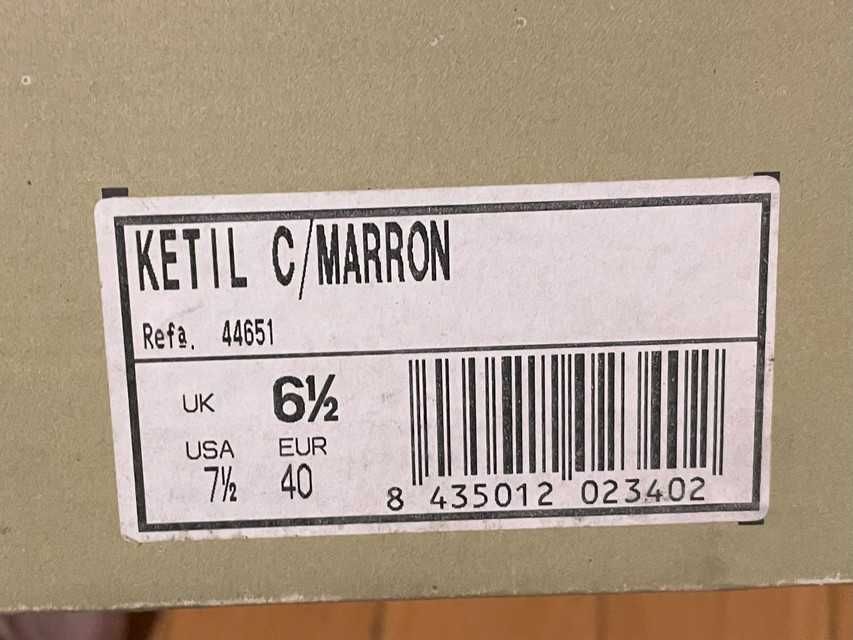 KETIL C/MARRON
Refª. 44651
UK 6½
USA EUR
7½ 40
8 435012 023402